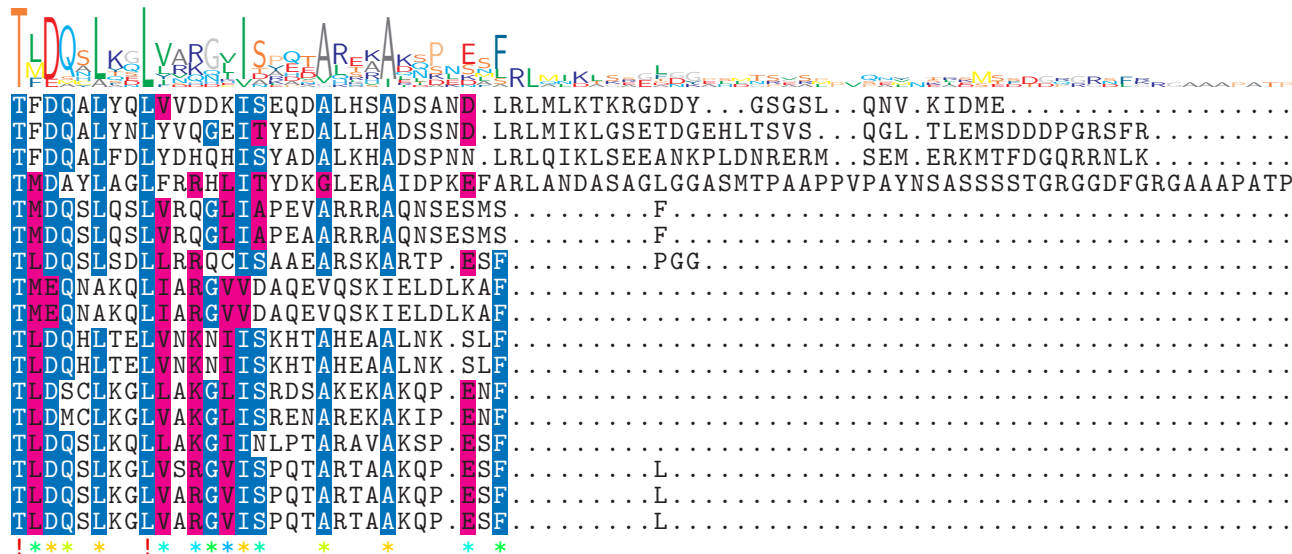 TFDQALYQLVVDDKISEQDALHSADSAND.LRLMLKTKRGDDY...GSGSL..QNV.KIDME..................
TFDQALYNLYVQGEITYEDALLHADSSND.LRLMIKLGSETDGEHLTSVS...QGL.TLEMSDDDPGRSFR.........
TFDQALFDLYDHQHISYADALKHADSPNN.LRLQIKLSEEANKPLDNRERM..SEM.ERKMTFDGQRRNLK.........
TMDAYLAGLFRRHLITYDKGLERAIDPKEFARLANDASAGLGGASMTPAAPPVPAYNSASSSSTGRGGDFGRGAAAPATP
TMDQSLQSLVRQGLIAPEVARRRAQNSESMS.........F.......................................
TMDQSLQSLVRQGLIAPEAARRRAQNSESMS.........F.......................................
TLDQSLSDLLRRQCISAAEARSKARTP.ESF.........PGG.....................................
TMEQNAKQLIARGVVDAQEVQSKIELDLKAF.................................................
TMEQNAKQLIARGVVDAQEVQSKIELDLKAF.................................................
TLDQHLTELVNKNIISKHTAHEAALNK.SLF.................................................
TLDQHLTELVNKNIISKHTAHEAALNK.SLF.................................................
TLDSCLKGLLAKGLISRDSAKEKAKQP.ENF.................................................
TLDMCLKGLVAKGLISRENAREKAKIP.ENF.................................................
TLDQSLKQLLAKGIINLPTARAVAKSP.ESF.................................................
TLDQSLKGLVSRGVISPQTARTAAKQP.ESF.........L.......................................
TLDQSLKGLVARGVISPQTARTAAKQP.ESF.........L.......................................
TLDQSLKGLVARGVISPQTARTAAKQP.ESF.........L.......................................
!*** *  !* *****   *   *    * *